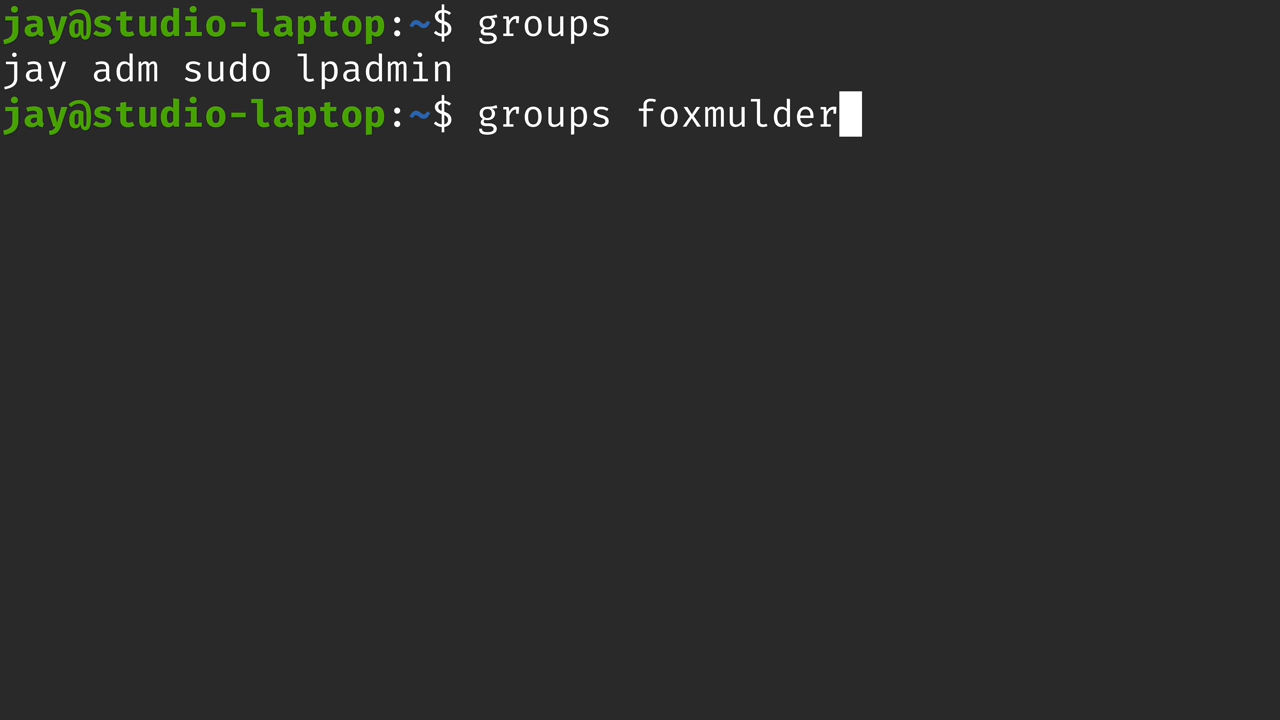 jay@studio-laptop:~$ groups
jay adm sudo lpadmin
jay@studio-laptop:~$ groups foxmulder